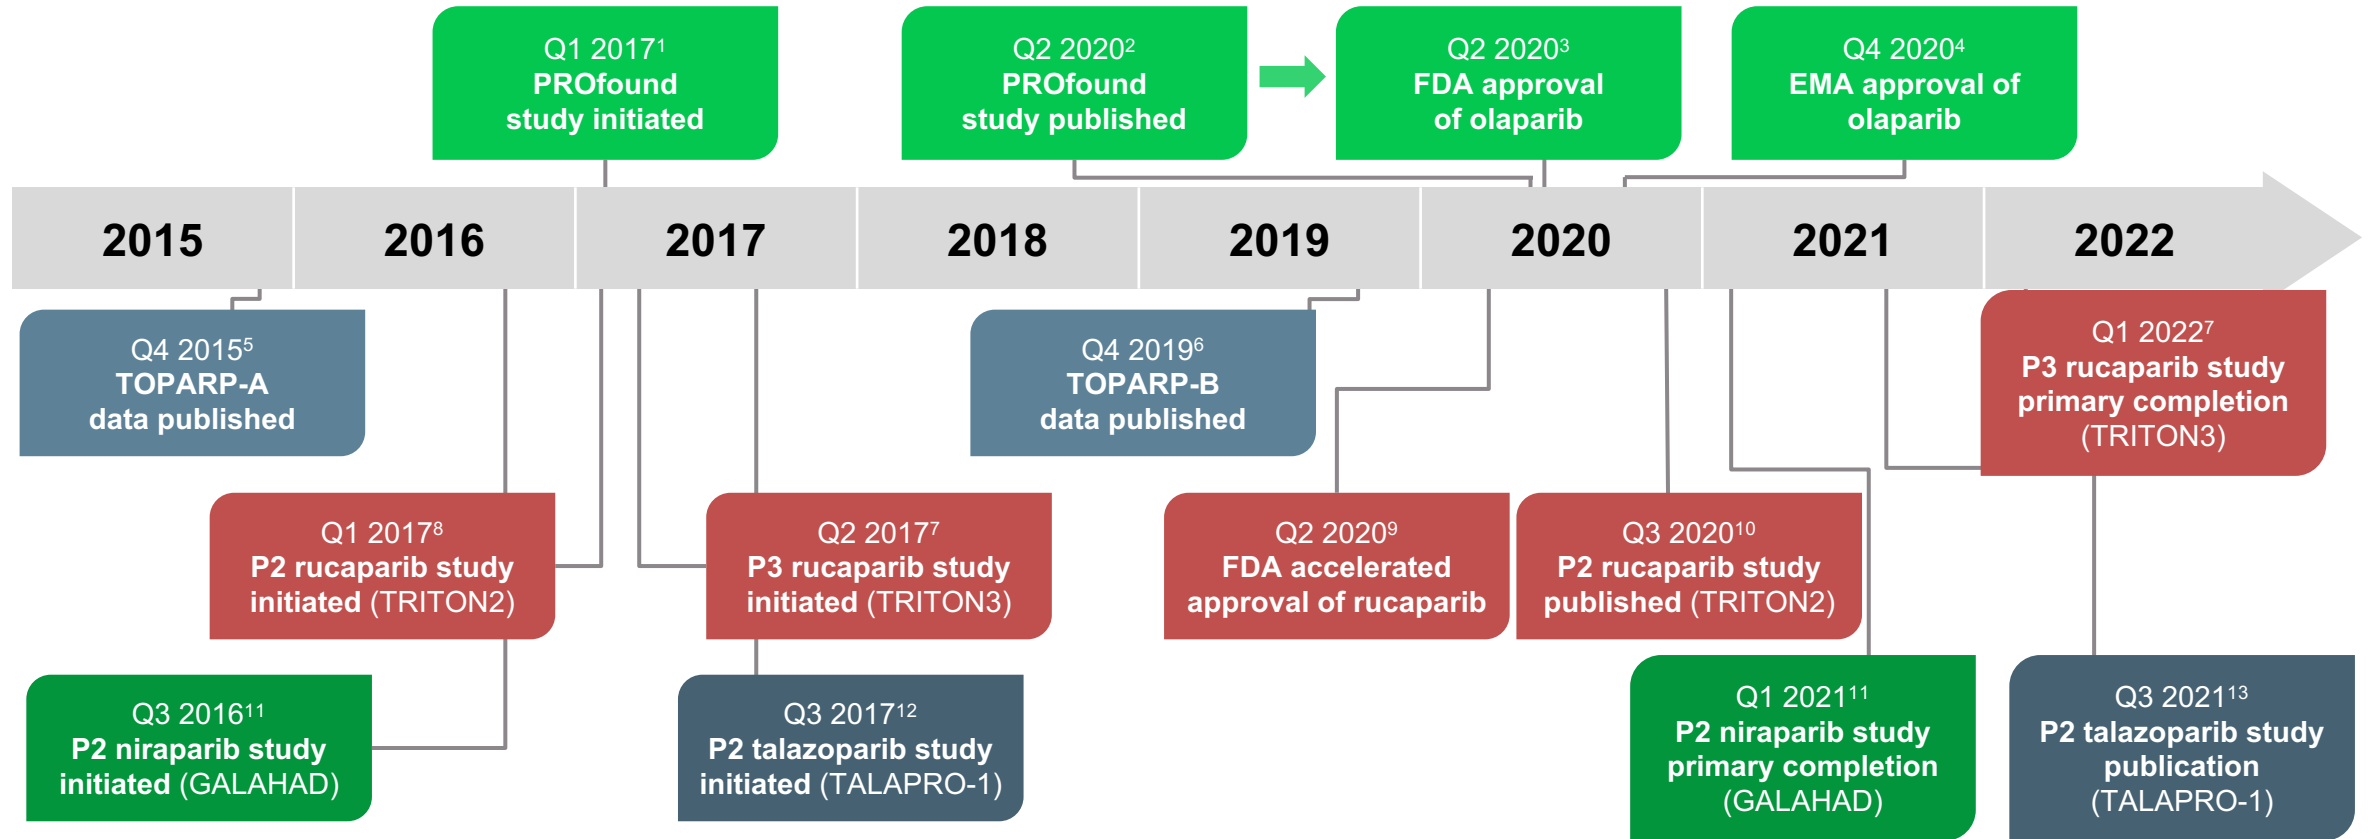 Q1 2017¹
PROfound
study initiated
Q2 2020²
PROfound
study published
Q2 2020³
FDA approval
of olaparib
Q4 2020⁴
EMA approval of
olaparib
2015
2016
2017
2018
2019
2020
2021
2022
Q4 2015⁵
TOPARP-A
data published
Q4 2019⁶
TOPARP-B
data published
Q1 2022⁷
P3 rucaparib study
primary completion
(TRITON3)
Q1 2017⁸
P2 rucaparib study
initiated (TRITON2)
Q2 2017⁷
P3 rucaparib study
initiated (TRITON3)
Q2 2020⁹
FDA accelerated
approval of rucaparib
Q3 2020¹⁰
P2 rucaparib study
published (TRITON2)
Q3 2016¹¹
P2 niraparib study
initiated (GALAHAD)
Q3 2017¹²
P2 talazoparib study
initiated (TALAPRO-1)
Q1 2021¹¹
P2 niraparib study
primary completion
(GALAHAD)
Q3 2021¹³
P2 talazoparib study
publication
(TALAPRO-1)